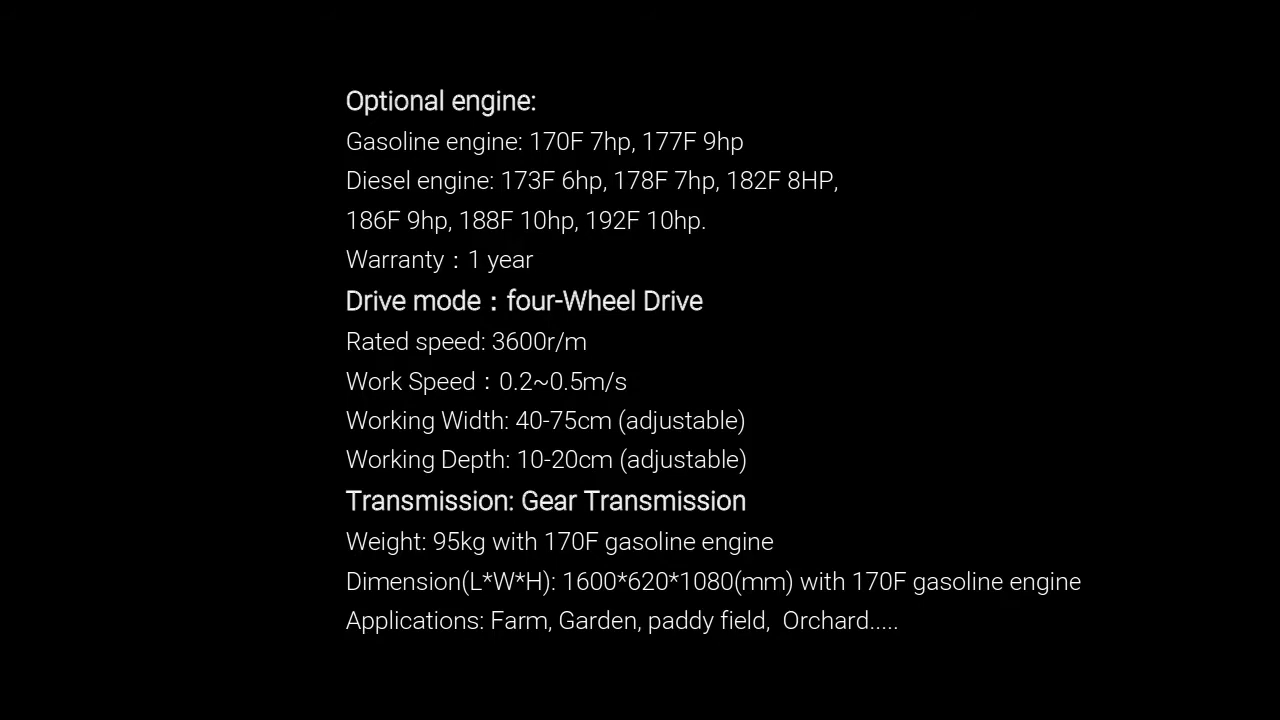 Optional engine:
Gasoline engine: 170F 7hp, 177F 9hp
Diesel engine: 173F 6hp, 178F 7hp, 182F 8HP,
186F 9hp, 188F 10hp, 192F 10hp.
Warranty：1 year
Drive mode：four-Wheel Drive
Rated speed: 3600r/m
Work Speed：0.2~0.5m/s
Working Width: 40-75cm (adjustable)
Working Depth: 10-20cm (adjustable)
Transmission: Gear Transmission
Weight: 95kg with 170F gasoline engine
Dimension(L*W*H): 1600*620*1080(mm) with 170F gasoline engine
Applications: Farm, Garden, paddy field,  Orchard.....